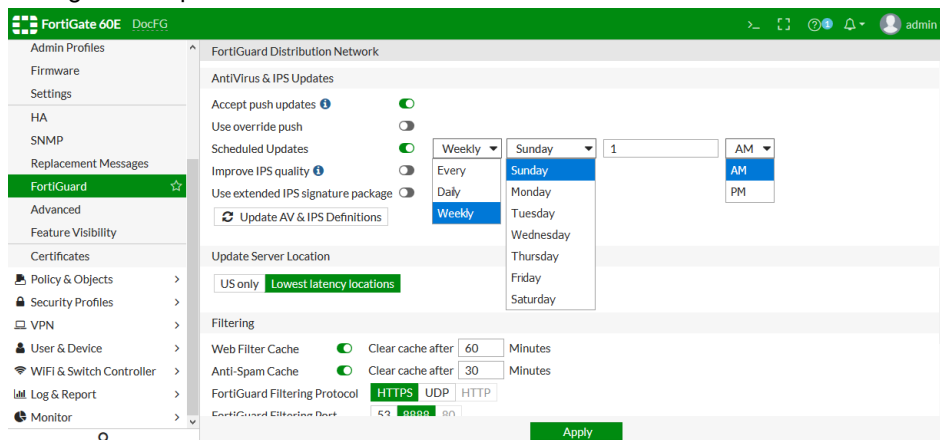 FortiGate 60E DocFG
>_ 1 admin
Admin Profiles
Firmware
Settings
HA
SNMP
Replacement Messages
FortiGuard
Advanced
Feature Visibility
Certificates
Policy & Objects
Security Profiles
VPN
User & Device
WiFi & Switch Controller
Log & Report
Monitor
FortiGuard Distribution Network
AntiVirus & IPS Updates
Accept push updates
Use override push
Scheduled Updates Weekly Sunday 1 AM
Improve IPS quality
Use extended IPS signature package
Every
Daily
Weekly
Sunday
Monday
Tuesday
Wednesday
Thursday
Friday
Saturday
AM
PM
Update AV & IPS Definitions
Update Server Location
US only Lowest latency locations
Filtering
Web Filter Cache Clear cache after 60 Minutes
Anti-Spam Cache Clear cache after 30 Minutes
FortiGuard Filtering Protocol HTTPS UDP HTTP
FortiGuard Filtering Port 53 8888 80
Apply